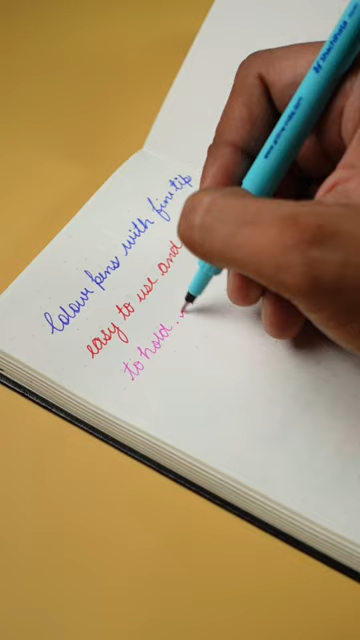 Colour pens with fine tip
easy to use and
to hold...